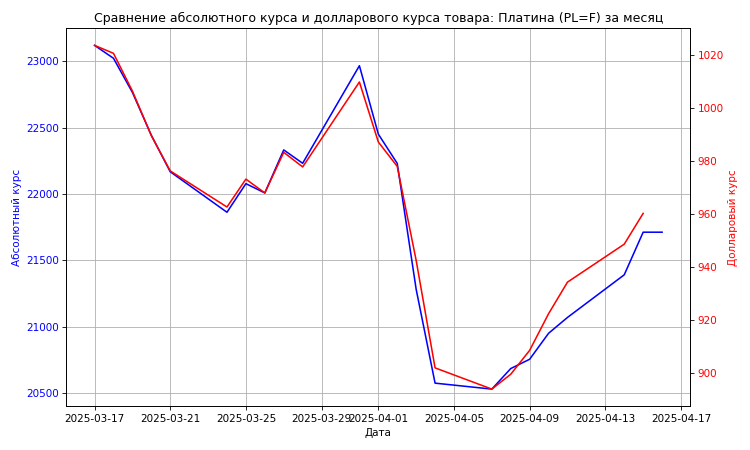 Сравнение абсолютного курса и долларового курса товара: Платина (PL=F) за месяц
23000
22500
22000
21500
21000
20500
Абсолютный курс
1020
1000
980
960
940
920
900
Долларовый курс
2025-03-17 2025-03-21 2025-03-25 2025-03-29 2025-04-01 2025-04-05 2025-04-09 2025-04-13 2025-04-17
Дата